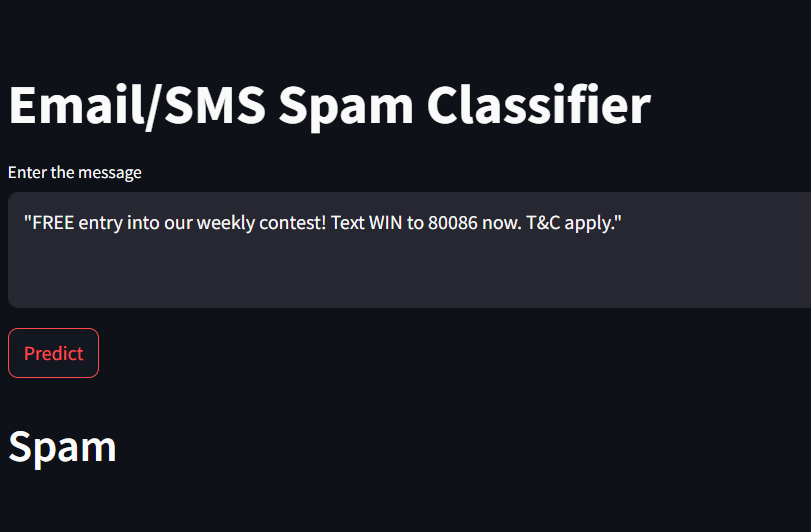 Email/SMS Spam Classifier
Enter the message
"FREE entry into our weekly contest! Text WIN to 80086 now. T&C apply."
Predict
Spam